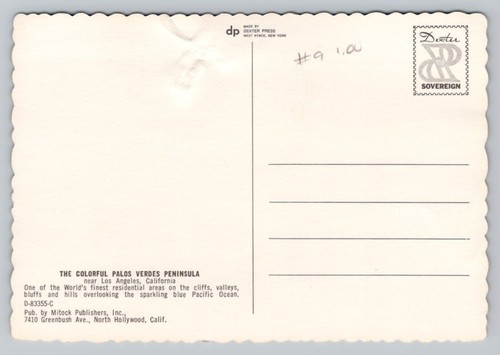 dp
MADE BY
DEXTER PRESS
WEST NYACK, NEW YORK
#9 1.00
Dexter
SOVEREIGN
THE COLORFUL PALOS VERDES PENINSULA
near Los Angeles, California
One of the World's finest residential areas on the cliffs, valleys,
bluffs and hills overlooking the sparkling blue Pacific Ocean.
D-83355-C
Pub. by Mitock Publishers, Inc.,
7410 Greenbush Ave., North Hollywood, Calif.